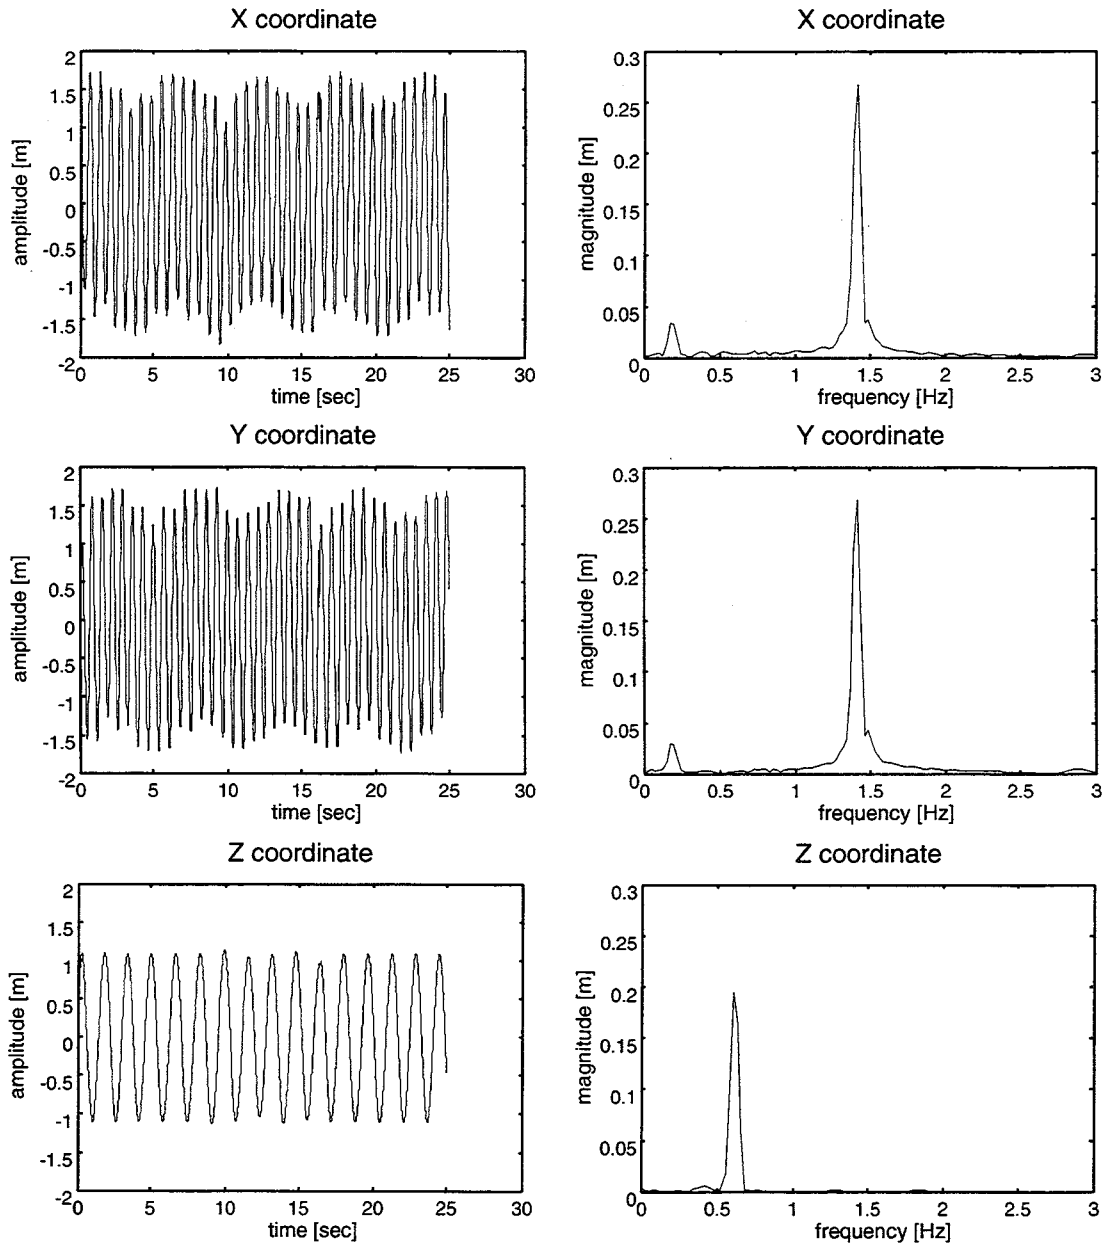 X coordinate
X coordinate
2
1.5
1
0.5
0
-0.5
-1
-1.5
-2
amplitude [m]
0 5 10 15 20 25 30
time [sec]
0.3
0.25
0.2
0.15
0.1
0.05
0
magnitude [m]
0 0.5 1 1.5 2 2.5 3
frequency [Hz]
Y coordinate
Y coordinate
2
1.5
1
0.5
0
-0.5
-1
-1.5
-2
amplitude [m]
0 5 10 15 20 25 30
time [sec]
0.3
0.25
0.2
0.15
0.1
0.05
0
magnitude [m]
0 0.5 1 1.5 2 2.5 3
frequency [Hz]
Z coordinate
Z coordinate
2
1.5
1
0.5
0
-0.5
-1
-1.5
-2
amplitude [m]
0 5 10 15 20 25 30
time [sec]
0.3
0.25
0.2
0.15
0.1
0.05
0
magnitude [m]
0 0.5 1 1.5 2 2.5 3
frequency [Hz]